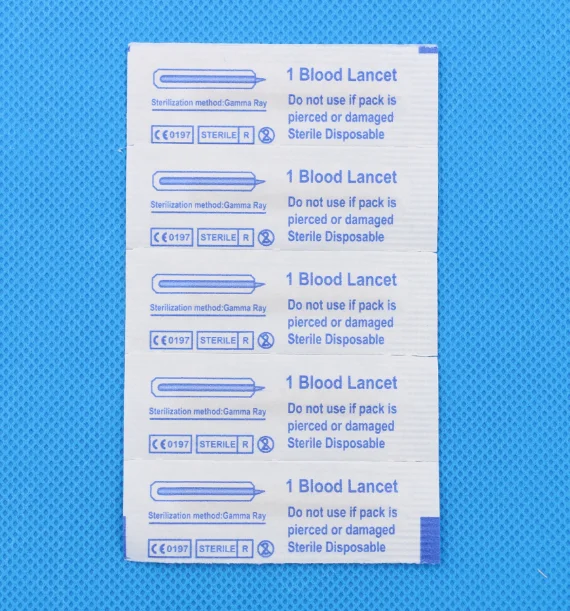 1 Blood Lancet
Sterilization method:Gamma Ray
Do not use if pack is
pierced or damaged
CE0197 STERILE R 2 Sterile Disposable
1 Blood Lancet
Sterilization method:Gamma Ray
Do not use if pack is
pierced or damaged
CE0197 STERILE R 2 Sterile Disposable
1 Blood Lancet
Sterilization method:Gamma Ray
Do not use if pack is
pierced or damaged
CE0197 STERILE R 2 Sterile Disposable
1 Blood Lancet
Sterilization method:Gamma Ray
Do not use if pack is
pierced or damaged
CE0197 STERILE R 2 Sterile Disposable
1 Blood Lancet
Sterilization method:Gamma Ray
Do not use if pack is
pierced or damaged
CE0197 STERILE R 2 Sterile Disposable